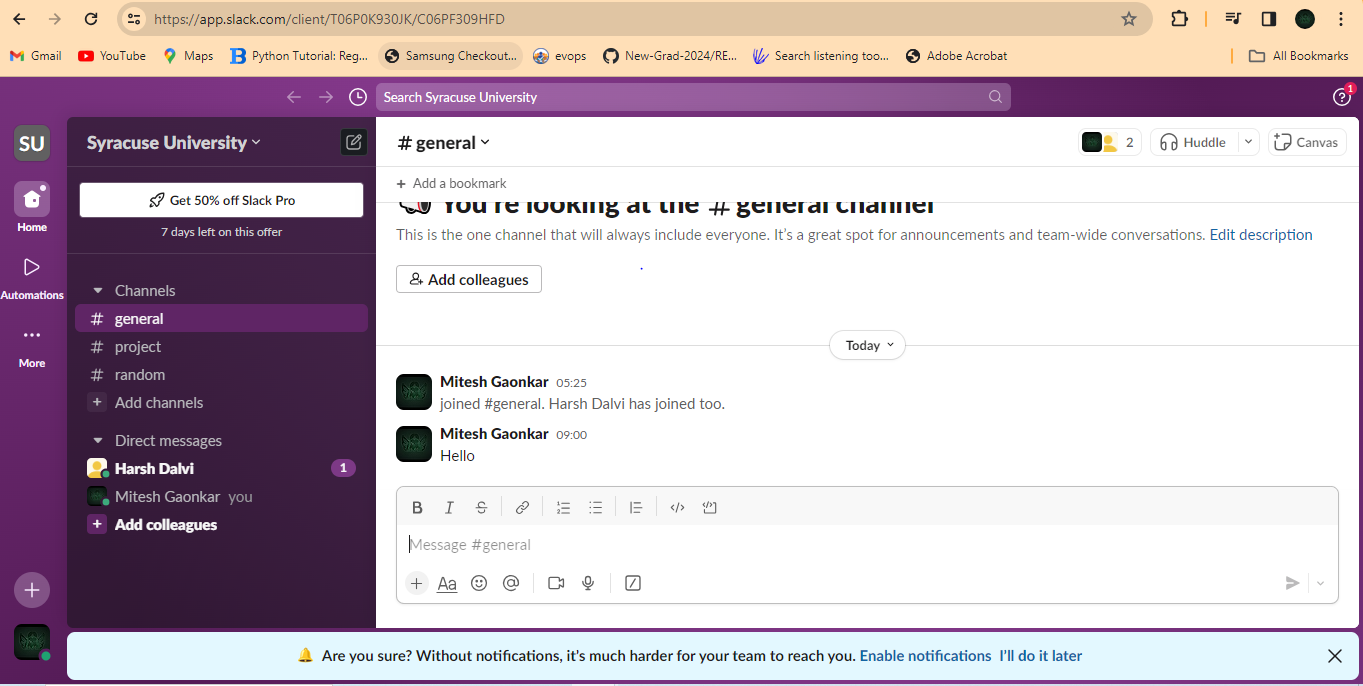 https://app.slack.com/client/T06P0K930JK/C06PF309HFD
Gmail YouTube Maps Python Tutorial: Reg... Samsung Checkout... evops New-Grad-2024/RE... Search listening too... Adobe Acrobat All Bookmarks
Search Syracuse University
1
SU
Home
Automations
More
Syracuse University
Get 50% off Slack Pro
7 days left on this offer
Channels
# general
# project
# random
+ Add channels
Direct messages
Harsh Dalvi 1
Mitesh Gaonkar you
+ Add colleagues
# general
2 Huddle Canvas
+ Add a bookmark
You're looking at the # general channel
This is the one channel that will always include everyone. It's a great spot for announcements and team-wide conversations. Edit description
Add colleagues
Today
Mitesh Gaonkar 05:25
joined #general. Harsh Dalvi has joined too.
Mitesh Gaonkar 09:00
Hello
B I S
Message #general
+ Aa @
Are you sure? Without notifications, it's much harder for your team to reach you. Enable notifications I'll do it later